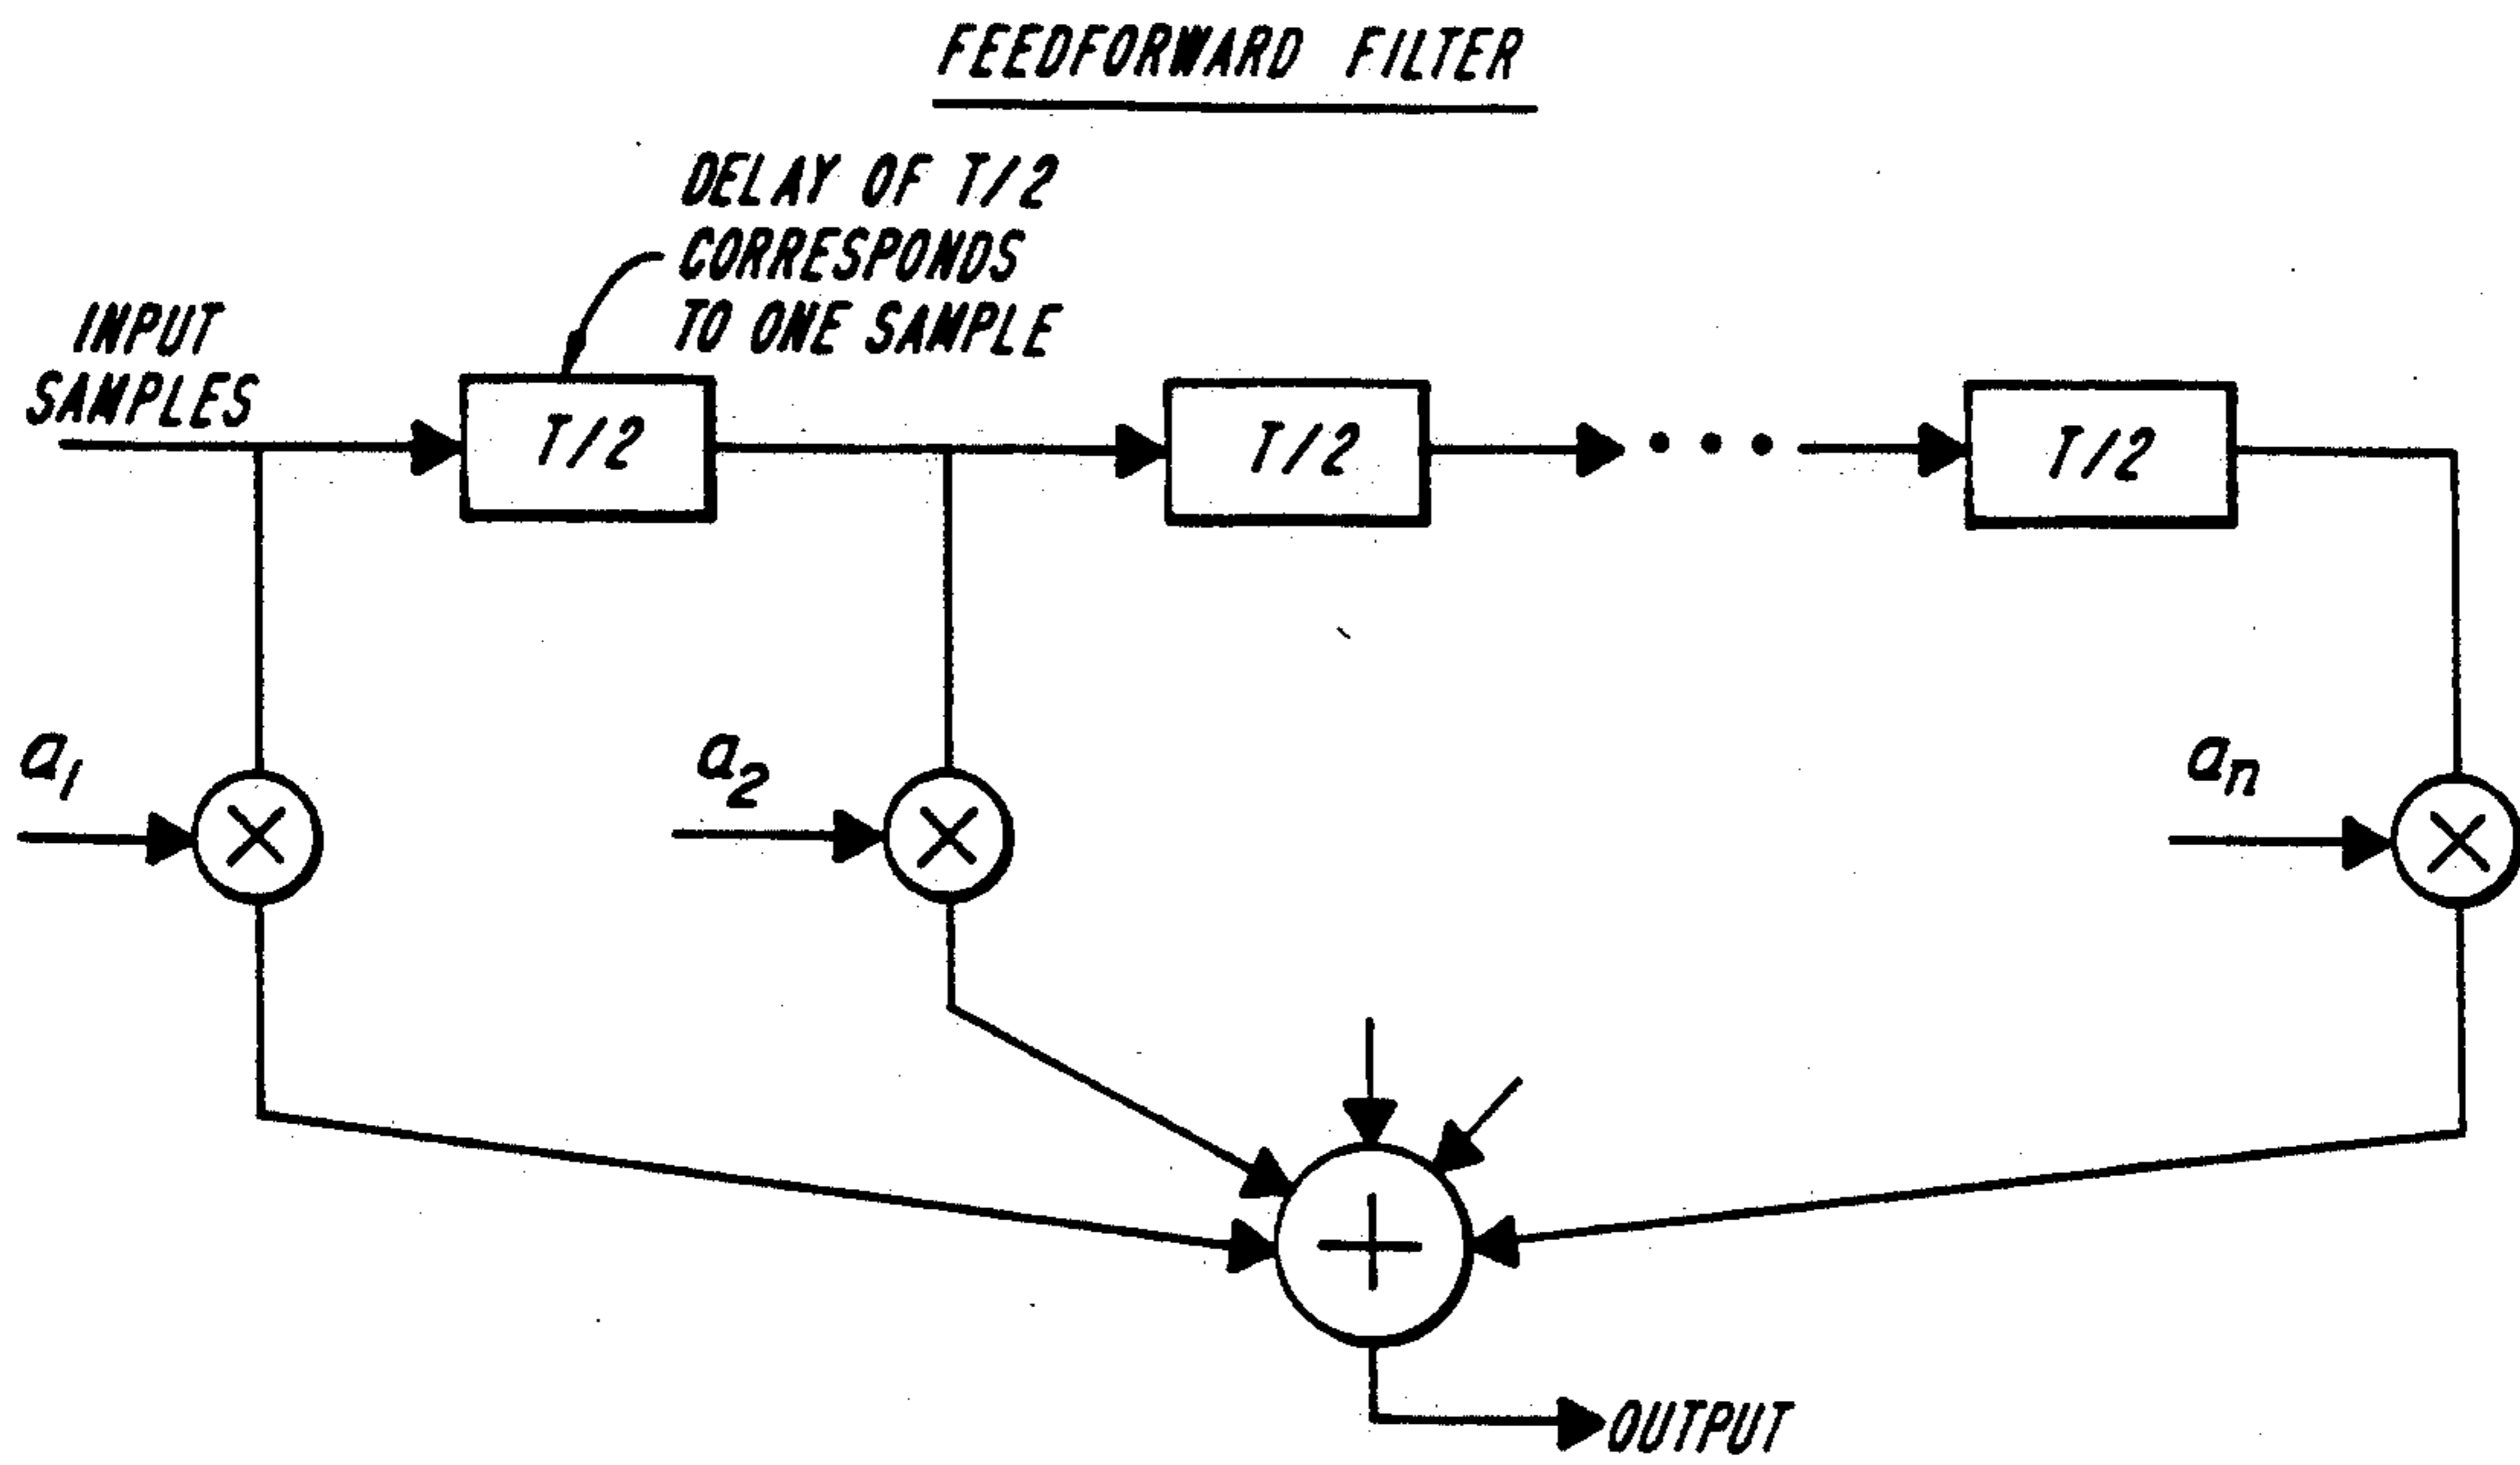 FEEDFORWARD FILTER
DELAY OF T/2
CORRESPONDS
TO ONE SAMPLE
INPUT
SAMPLES
T/2
T/2
T/2
a1
a2
an
OUTPUT